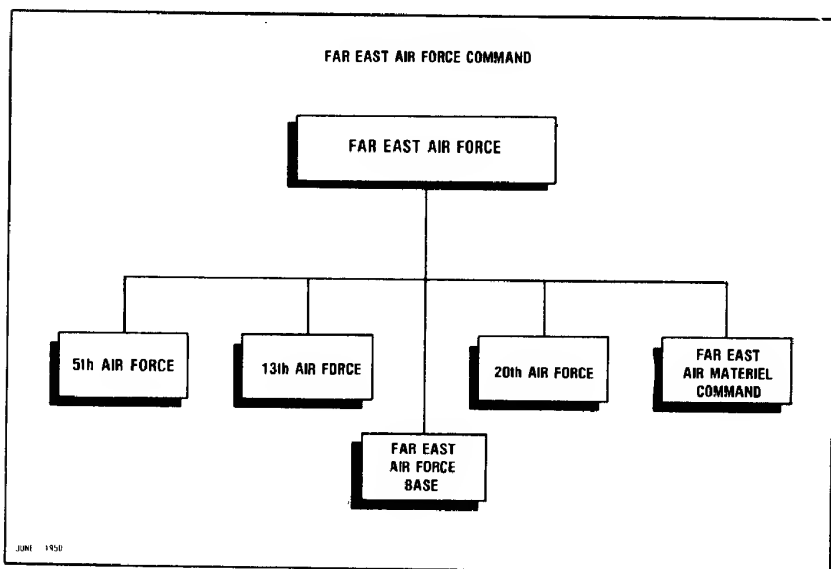 FAR EAST AIR FORCE COMMAND
FAR EAST AIR FORCE
5th AIR FORCE
13th AIR FORCE
20th AIR FORCE
FAR EAST
AIR MATERIEL
COMMAND
FAR EAST
AIR FORCE
BASE
JUNE 1950